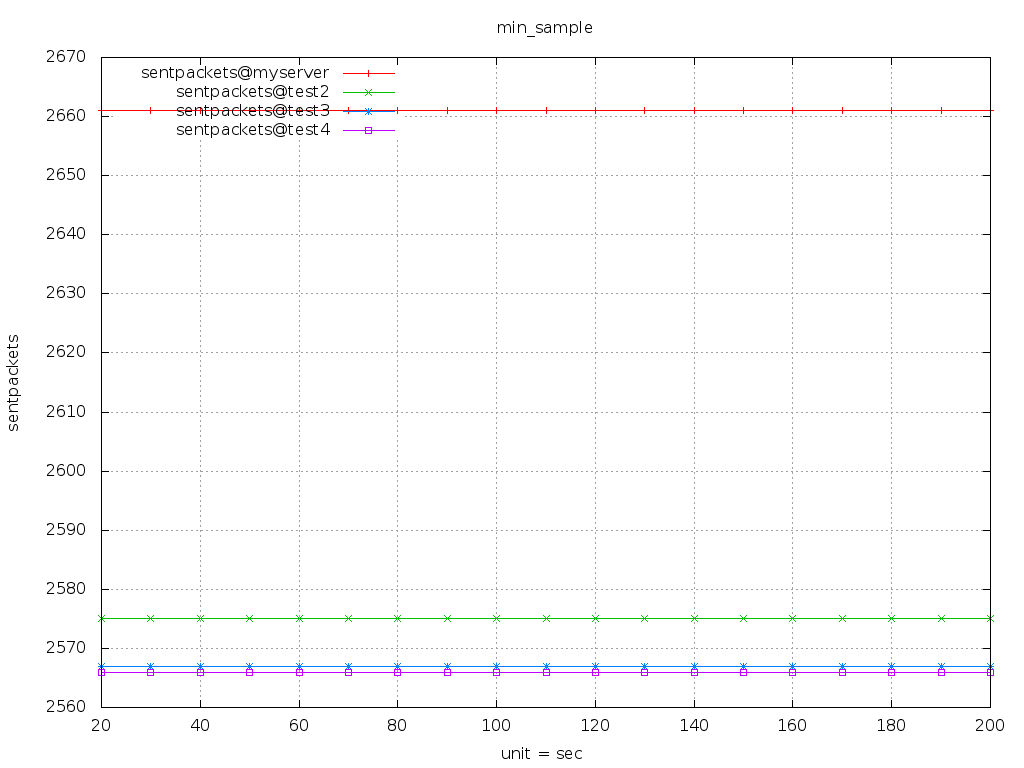 min_sample
2670
sentpackets@myserver
sentpackets@test2
sentpackets@test3
2660
sentpackets@test4
2650
2640
2630
2620
sentpackets
2610
2600
2590
2580
2570
2560
20 40 60 80 100 120 140 160 180 200
unit = sec